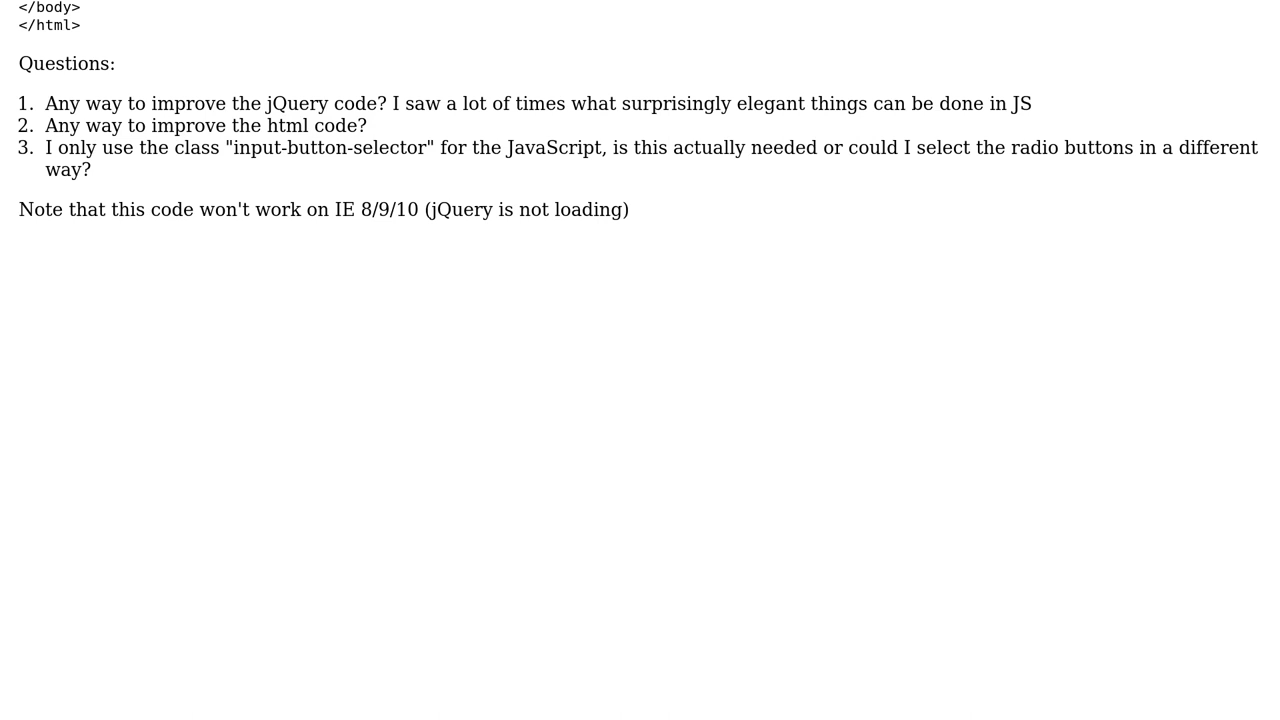 </body>
</html>
Questions:
1. Any way to improve the jQuery code? I saw a lot of times what surprisingly elegant things can be done in JS
2. Any way to improve the html code?
3. I only use the class "input-button-selector" for the JavaScript, is this actually needed or could I select the radio buttons in a different
way?
Note that this code won't work on IE 8/9/10 (jQuery is not loading)